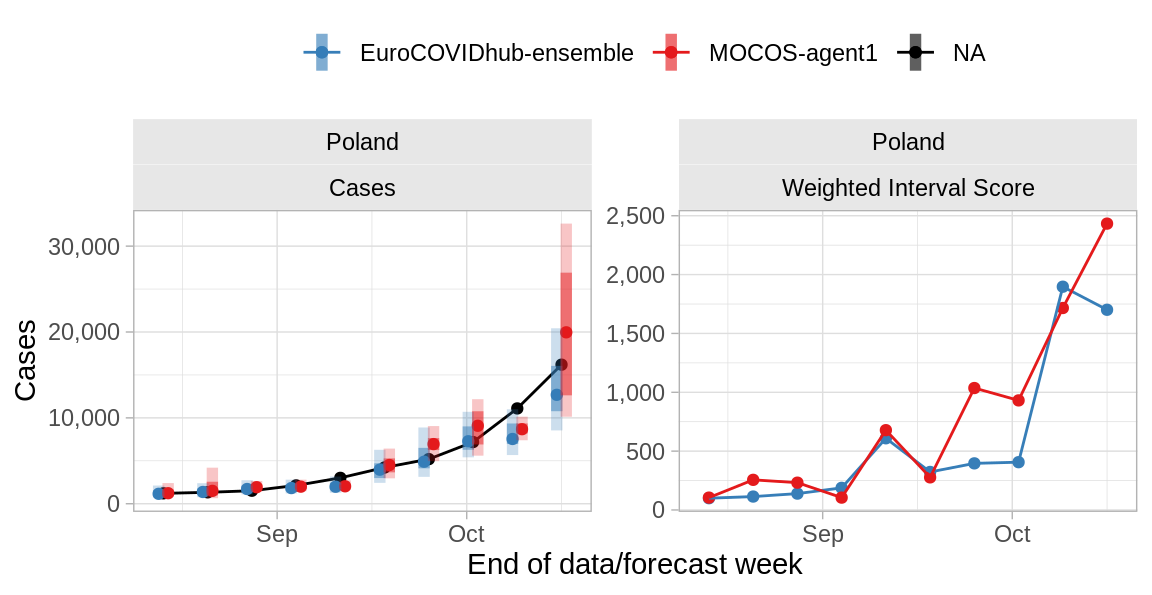 EuroCOVIDhub-ensemble MOCOS-agent1 NA
Poland Poland
Cases Weighted Interval Score
Cases
30,000
20,000
10,000
0
2,500
2,000
1,500
1,000
500
0
Sep Oct Sep Oct
End of data/forecast week